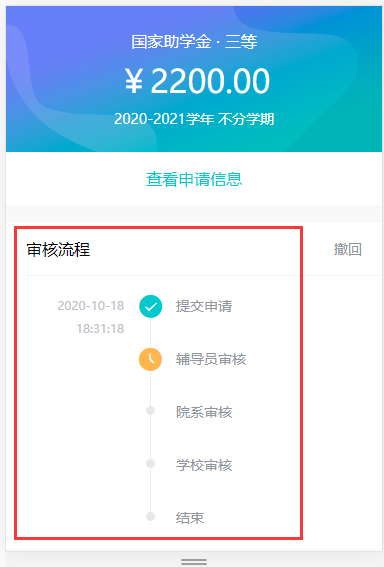 国家助学金 · 三等
¥ 2200.00
2020-2021学年 不分学期
查看申请信息
审核流程 撤回
2020-10-18 提交申请
18:31:18
辅导员审核
院系审核
学校审核
结束